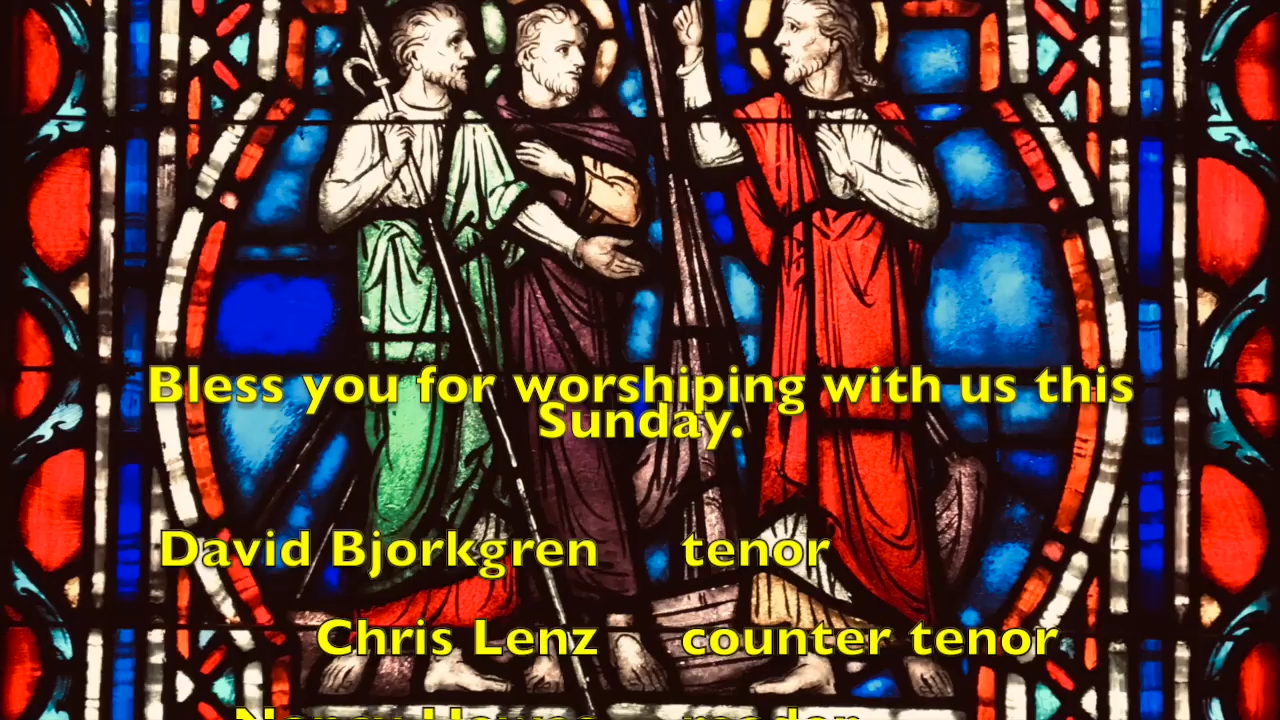 Bless you for worshiping with us this
Sunday.
David Bjorkgren tenor
Chris Lenz counter tenor